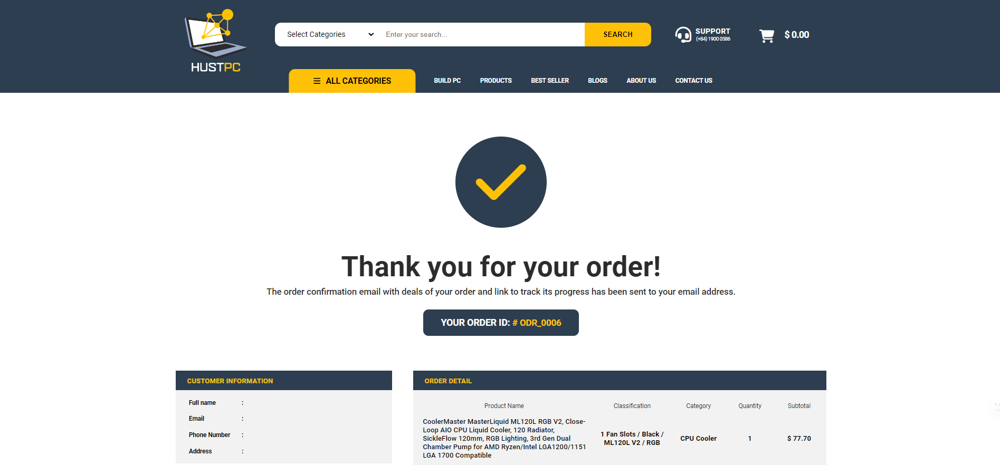 HUSTPC
Select Categories
Enter your search...
SEARCH
SUPPORT
(+84) 1900 0586
$ 0.00
ALL CATEGORIES
BUILD PC
PRODUCTS
BEST SELLER
BLOGS
ABOUT US
CONTACT US
Thank you for your order!
The order confirmation email with deals of your order and link to track its progress has been sent to your email address.
YOUR ORDER ID: # ODR_0006
CUSTOMER INFORMATION
Full name :
Email :
Phone Number :
Address :
ORDER DETAIL
Product Name Classification Category Quantity Subtotal
CoolerMaster MasterLiquid ML120L RGB V2, Close-
Loop AIO CPU Liquid Cooler, 120 Radiator,
SickleFlow 120mm, RGB Lighting, 3rd Gen Dual
Chamber Pump for AMD Ryzen/Intel LGA1200/1151
LGA 1700 Compatible
1 Fan Slots / Black /
ML120L V2 / RGB
CPU Cooler
1
$ 77.70